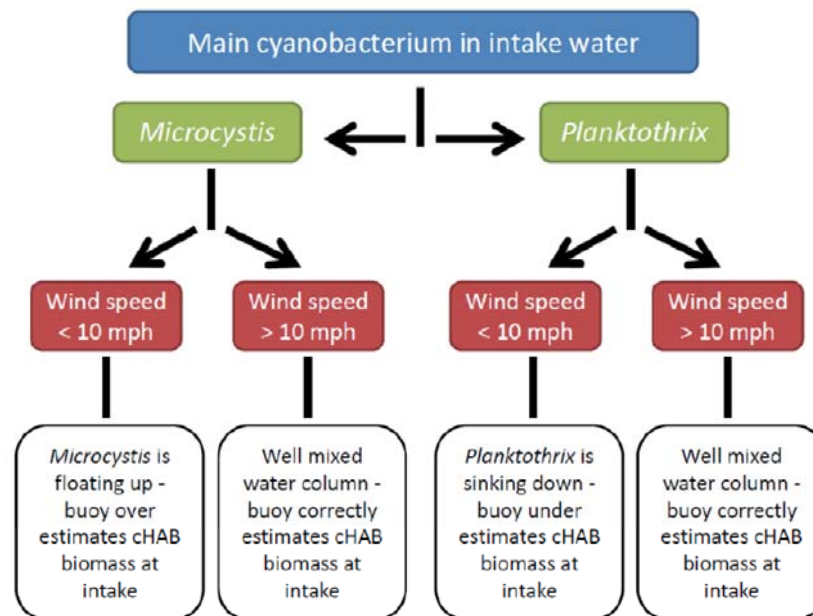 Main cyanobacterium in intake water
Microcystis
Planktothrix
Wind speed
< 10 mph
Wind speed
> 10 mph
Wind speed
< 10 mph
Wind speed
> 10 mph
Microcystis is
floating up -
buoy over
estimates cHAB
biomass at
intake
Well mixed
water column -
buoy correctly
estimates cHAB
biomass at
intake
Planktothrix is
sinking down -
buoy under
estimates cHAB
biomass at
intake
Well mixed
water column -
buoy correctly
estimates cHAB
biomass at
intake